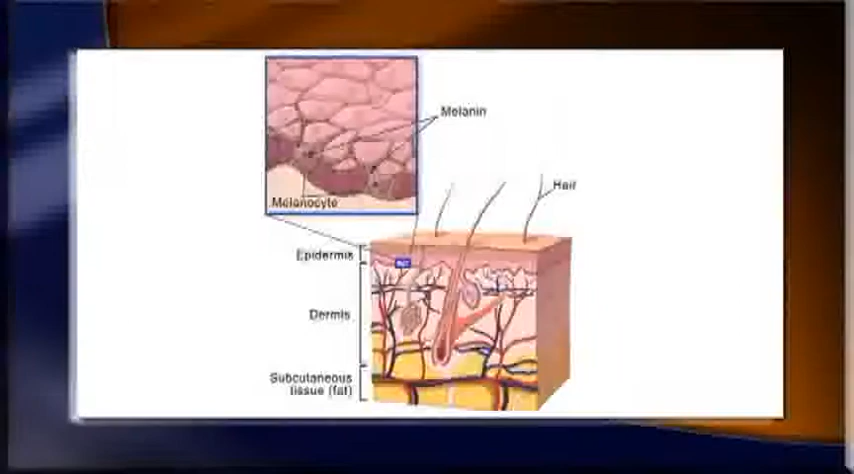 Melanin
Melanocyte
Hair
Epidermis
Dermis
Subcutaneous
tissue (fat)